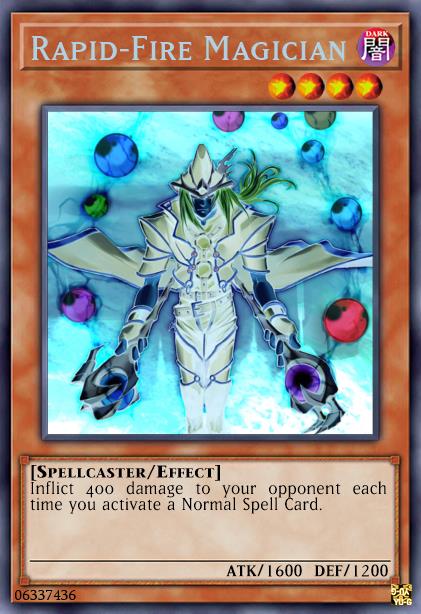 Rapid-Fire Magician
DARK
闇
[Spellcaster/Effect]
Inflict 400 damage to your opponent each
time you activate a Normal Spell Card.
ATK/1600 DEF/1200
06337436